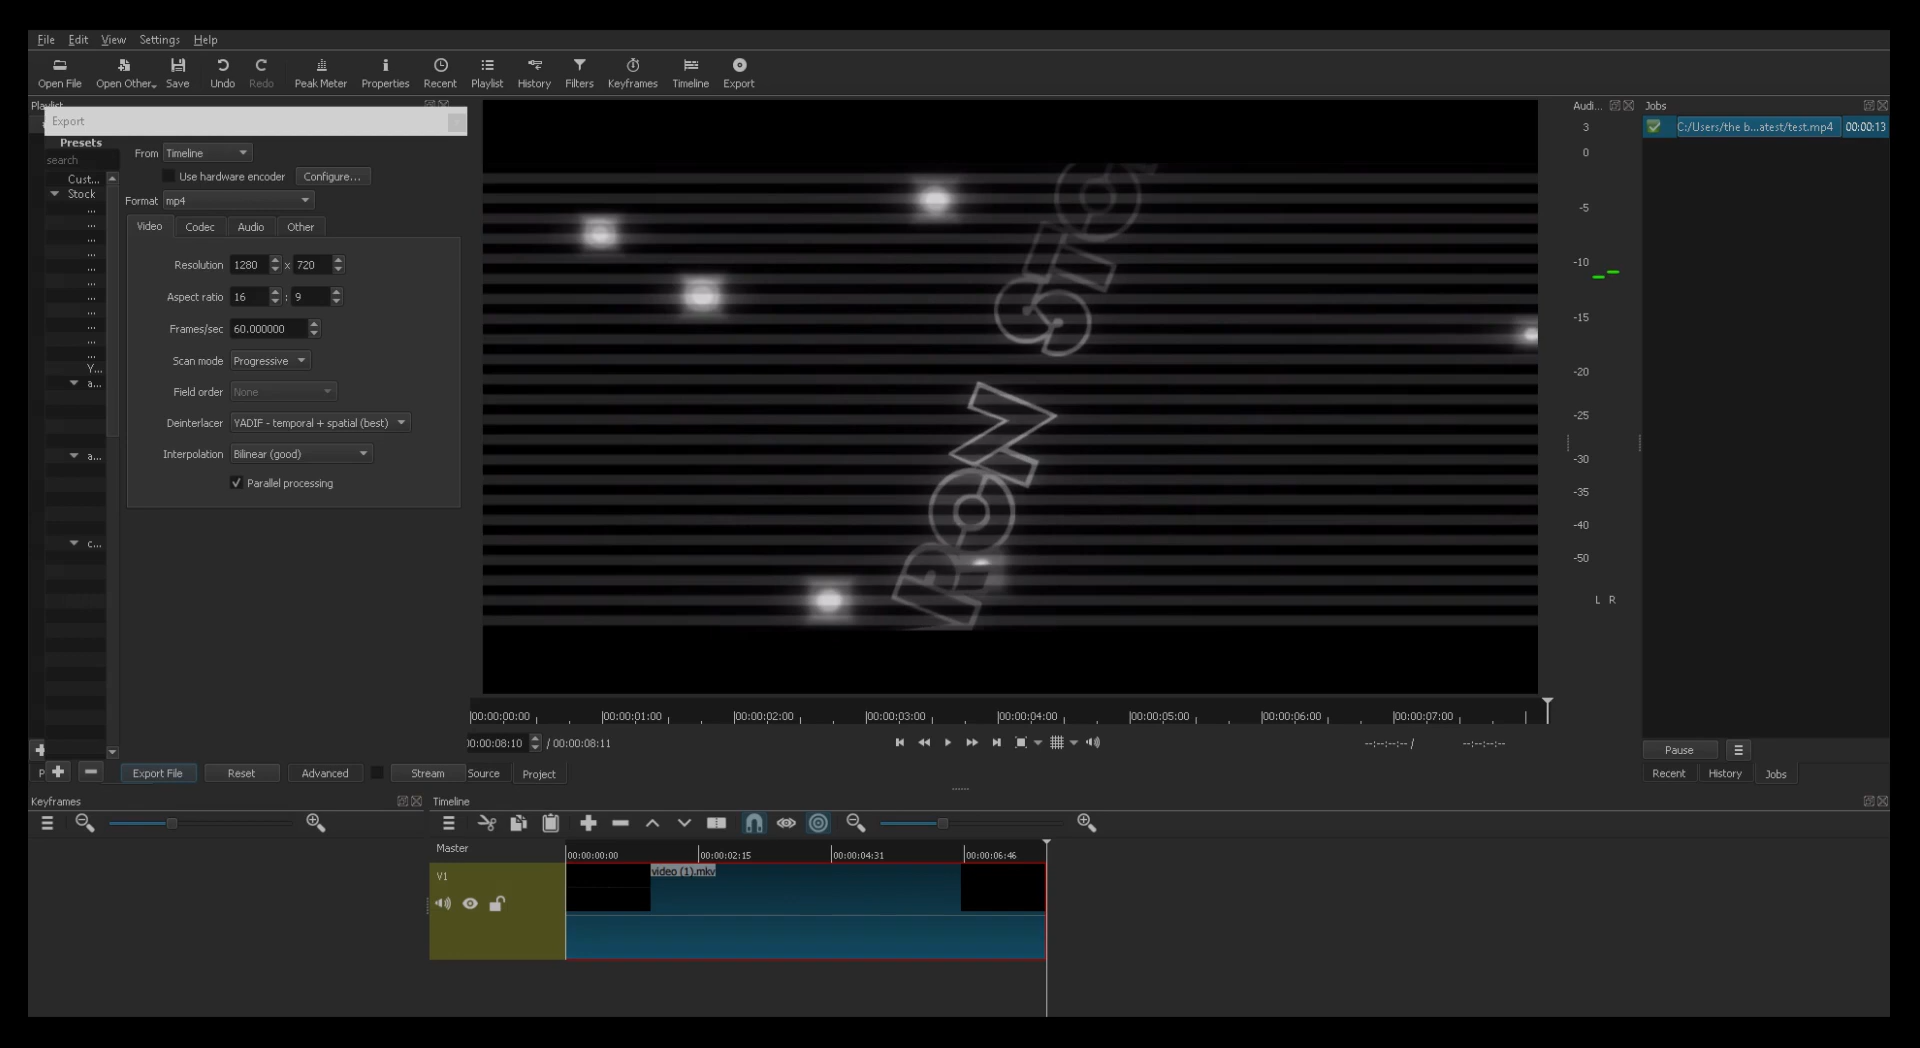 File Edit View Settings Help
Open File Open Other.. Save Undo Redo Peak Meter Properties Recent Playlist History Filters Keyframes Timeline Export
Playlist
Export
Presets
search
Cust...
Stock
...
...
...
...
...
...
...
...
...
...
...
Y...
a...
a...
c...
From Timeline
Use hardware encoder Configure...
Format mp4
Video Codec Audio Other
Resolution 1280 x 720
Aspect ratio 16 : 9
Frames/sec 60.000000
Scan mode Progressive
Field order None
Deinterlacer YADIF - temporal + spatial (best)
Interpolation Bilinear (good)
Parallel processing
P Export File Reset Advanced Stream Source Project
IRON STO
00:00:00:00 00:00:01:00 00:00:02:00 00:00:03:00 00:00:04:00 00:00:05:00 00:00:06:00 00:00:07:00
00:00:08:10 / 00:00:08:11
--:--:--:-- / --:--:--:--
Audi...
3
0
-5
-10
-15
-20
-25
-30
-35
-40
-50
L R
Jobs
C:/Users/the b...atest/test.mp4 00:00:13
Pause
Recent History Jobs
Keyframes
Timeline
Master
00:00:00:00 00:00:02:15 00:00:04:31 00:00:06:46
V1
video (1).mkv